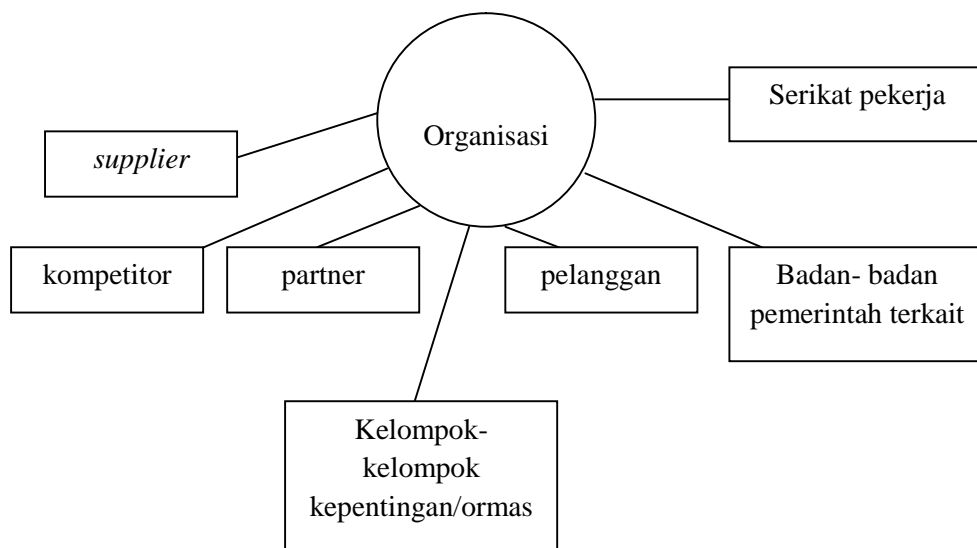 Serikat pekerja
Organisasi
supplier
kompetitor
partner
pelanggan
Badan- badan
pemerintah terkait
Kelompok-
kelompok
kepentingan/ormas